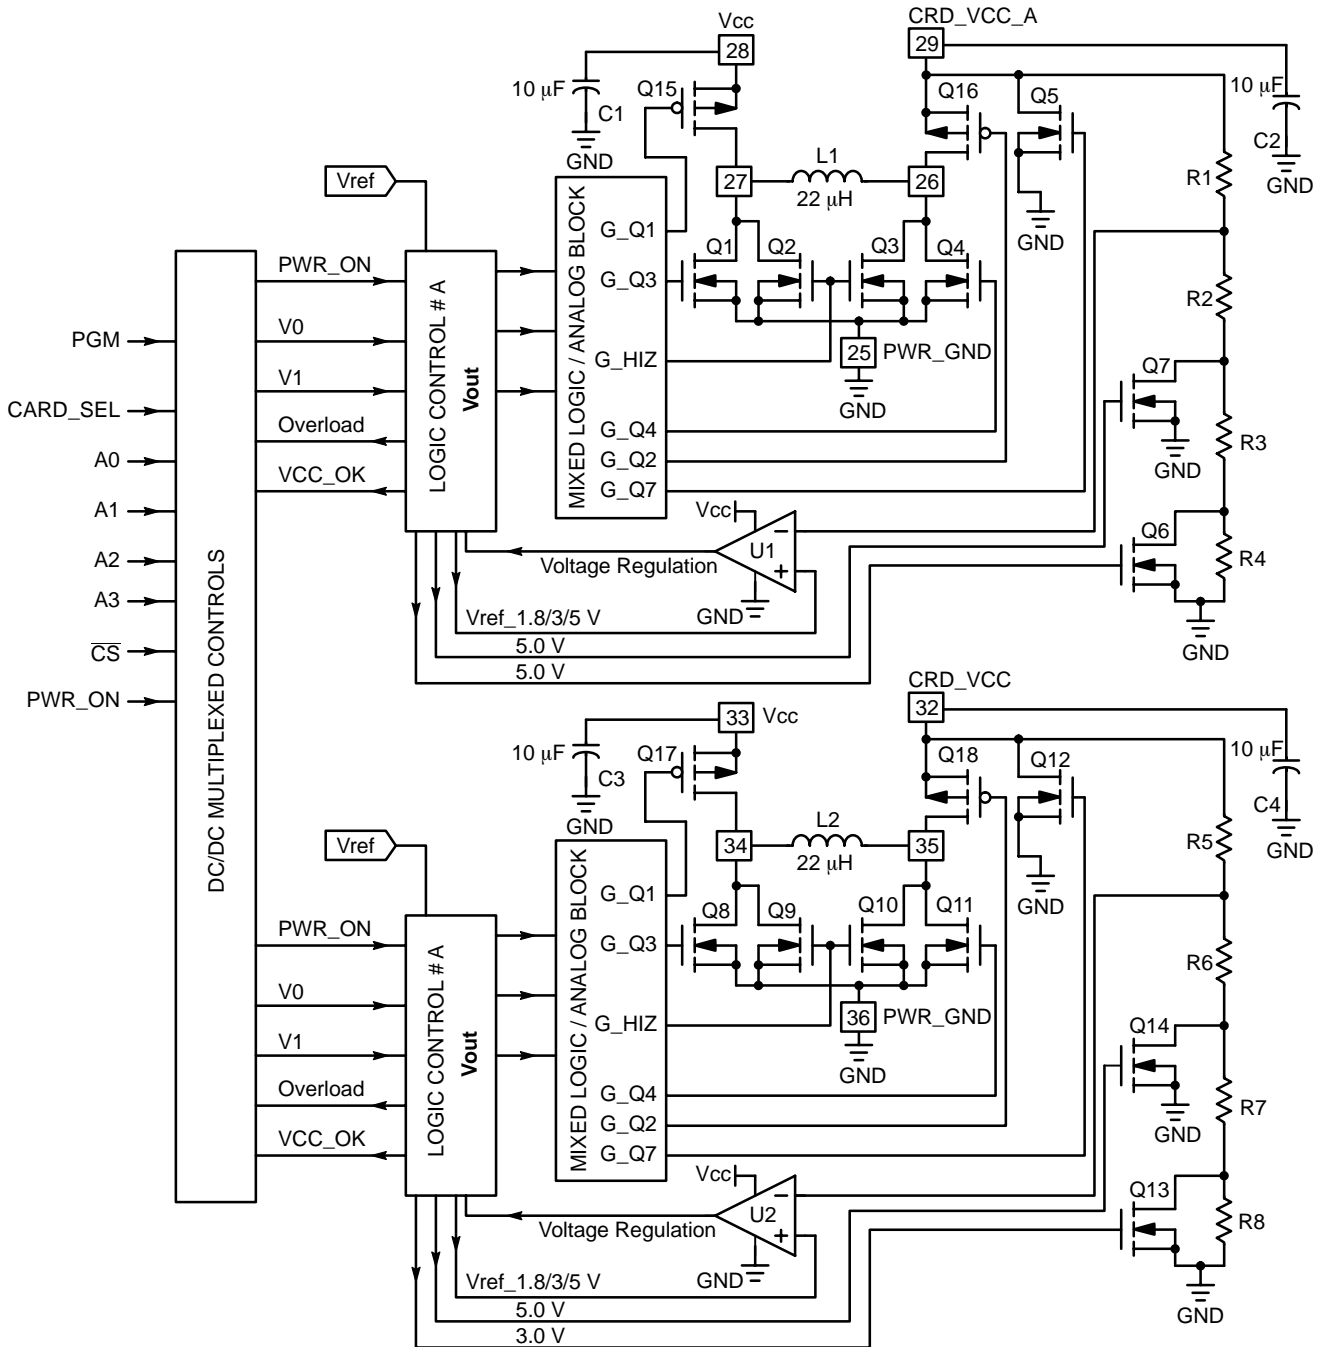 Vcc
CRD_VCC_A
28
29
10 μF
C1
GND
Q15
Q16
Q5
10 μF
C2
GND
R1
Vref
27
L1
22 μH
26
GND
MIXED LOGIC / ANALOG BLOCK
G_Q1
G_Q3
G_HIZ
G_Q4
G_Q2
G_Q7
Q1
Q2
Q3
Q4
25
PWR_GND
GND
R2
Q7
GND
R3
Q6
R4
GND
DC/DC MULTIPLEXED CONTROLS
PGM
CARD_SEL
A0
A1
A2
A3
CS
PWR_ON
PWR_ON
V0
V1
Overload
VCC_OK
LOGIC CONTROL # A
Vout
Vcc
U1
−
+
GND
Voltage Regulation
Vref_1.8/3/5 V
5.0 V
5.0 V
CRD_VCC
33
Vcc
32
10 μF
C3
GND
Q17
Q18
Q12
10 μF
C4
GND
R5
Vref
34
L2
22 μH
35
GND
MIXED LOGIC / ANALOG BLOCK
G_Q1
G_Q3
G_HIZ
G_Q4
G_Q2
G_Q7
Q8
Q9
Q10
Q11
36
PWR_GND
GND
R6
Q14
GND
R7
Q13
R8
GND
PWR_ON
V0
V1
Overload
VCC_OK
LOGIC CONTROL # A
Vout
Vcc
U2
−
+
GND
Voltage Regulation
Vref_1.8/3/5 V
5.0 V
3.0 V